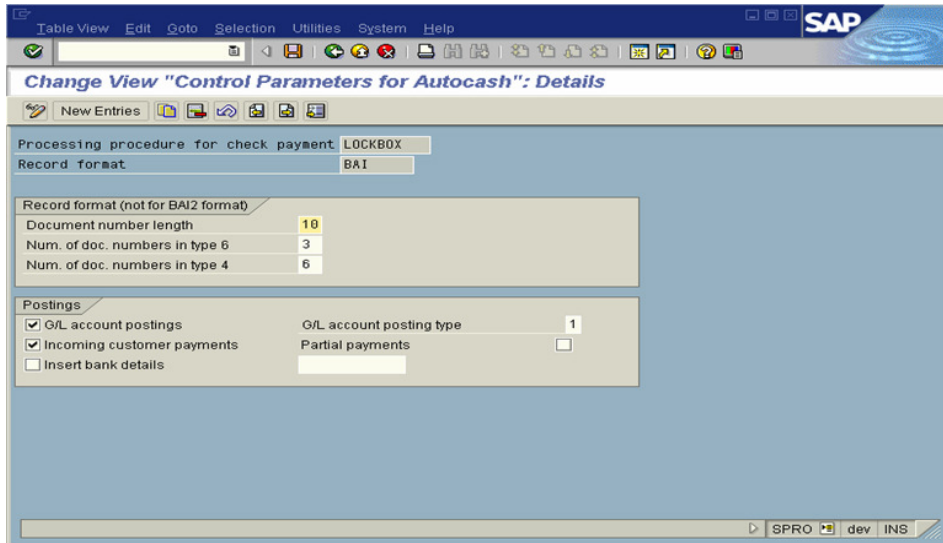 Table View Edit Goto Selection Utilities System Help
SAP
Change View "Control Parameters for Autocash": Details
New Entries
Processing procedure for check payment LOCKBOX
Record format BAI
Record format (not for BAI2 format)
Document number length 10
Num. of doc. numbers in type 6 3
Num. of doc. numbers in type 4 6
Postings
G/L account postings G/L account posting type 1
Incoming customer payments Partial payments
Insert bank details
SPRO dev INS